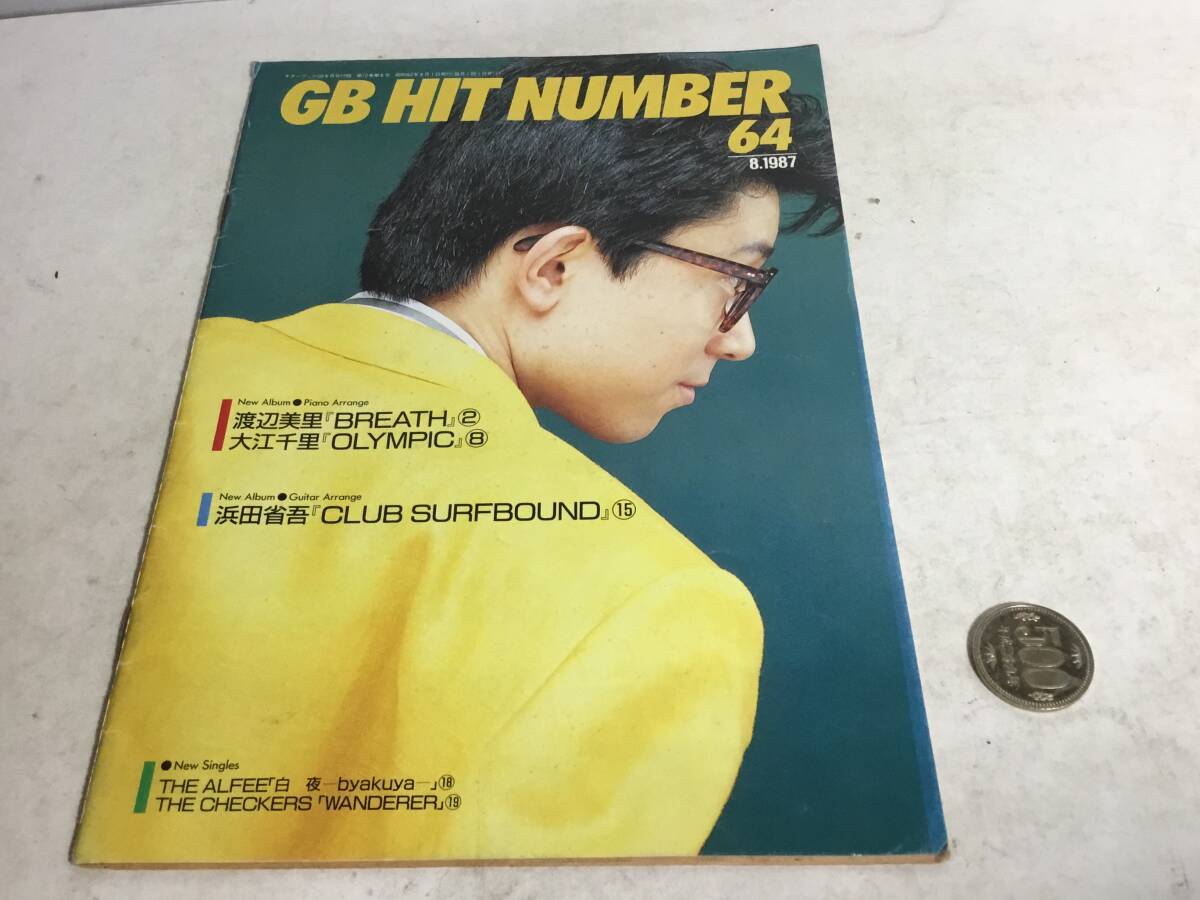 GB HIT NUMBER
64
8.1987
New Album●Piano Arrange
渡辺美里『BREATH』②
大江千里『OLYMPIC』⑧
New Album●Guitar Arrange
浜田省吾『CLUB SURFBOUND』⑮
●New Singles
THE ALFEE「白 夜―byakuya―」⑱
THE CHECKERS「WANDERER」⑲
500